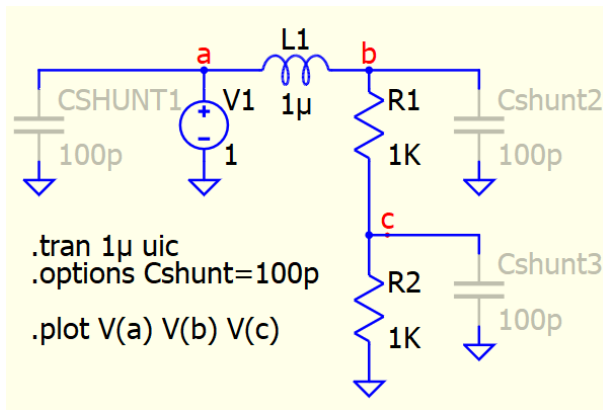 L1
a
b
CSHUNT1
V1
1µ
R1
Cshunt2
+
100p
−
1
1K
100p
c
.tran 1µ uic
.options Cshunt=100p
R2
Cshunt3
.plot V(a) V(b) V(c)
1K
100p